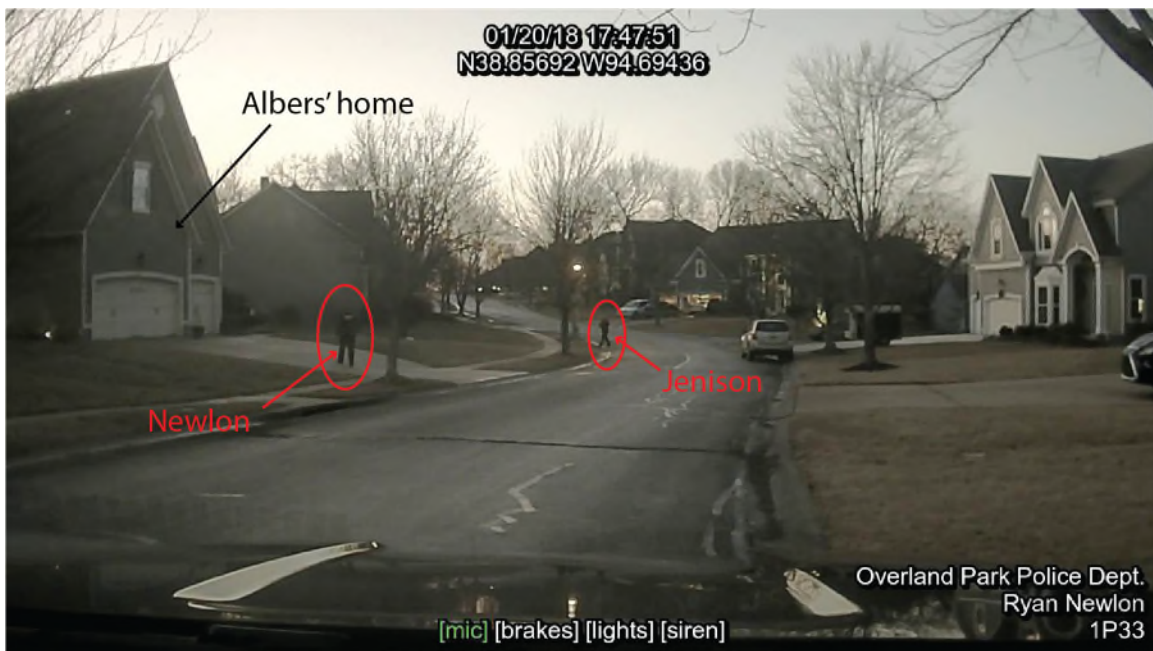 01/20/18 17:47:51
N38.85692 W94.69436
Albers' home
Jenison
Newlon
Overland Park Police Dept.
Ryan Newlon
1P33
[mic] [brakes] [lights] [siren]